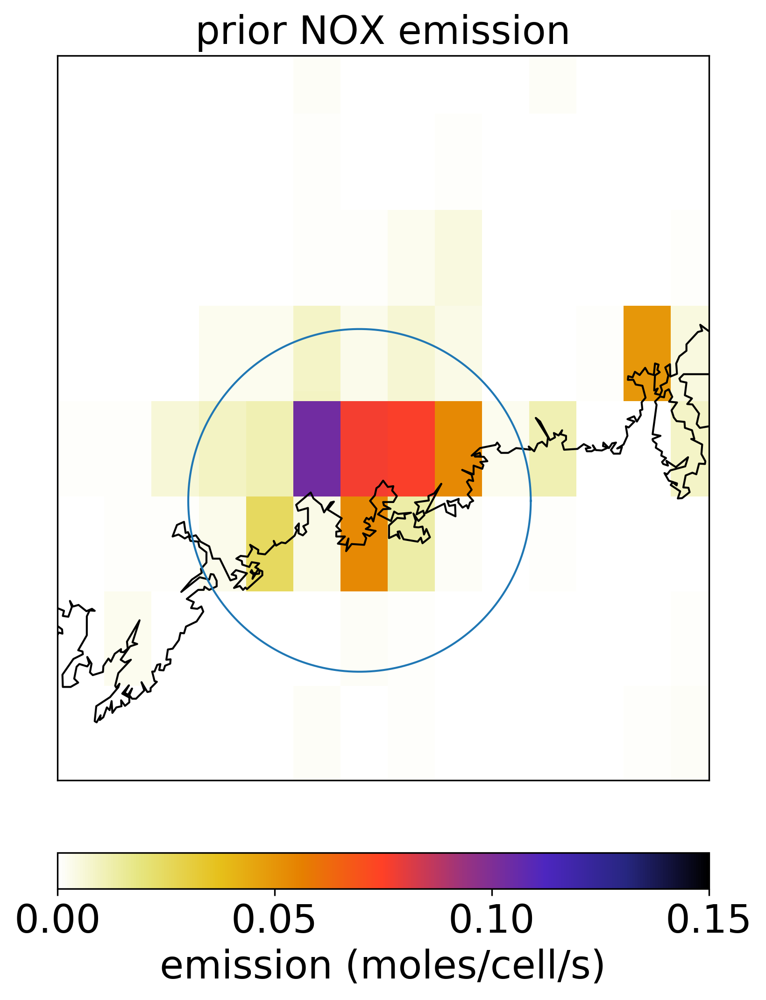 prior NOX emission
0.00 0.05 0.10 0.15
emission (moles/cell/s)